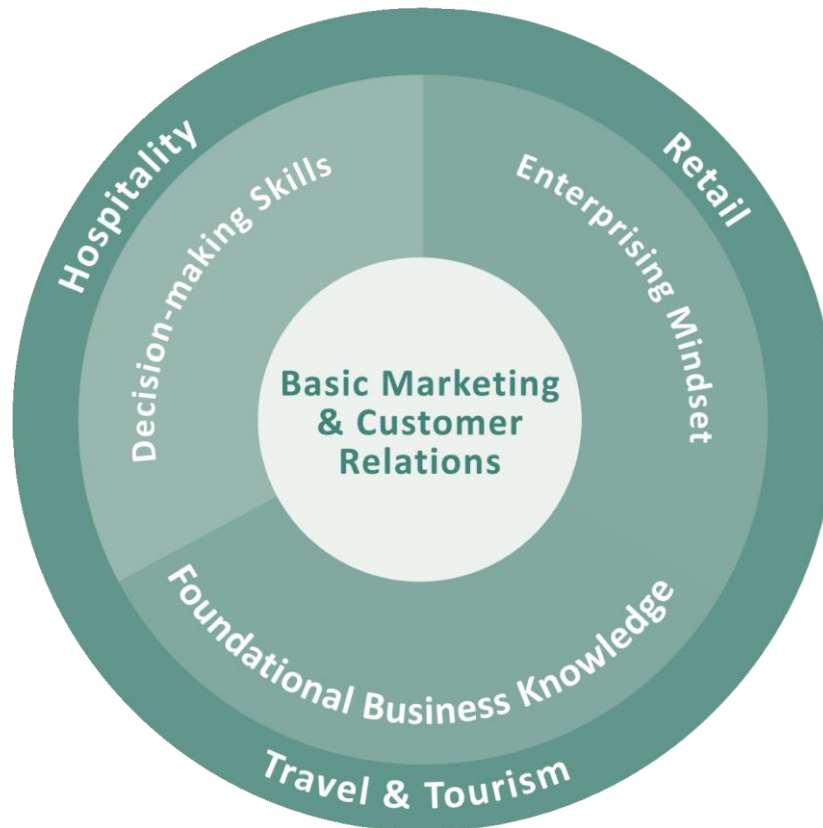 Hospitality
Retail
Decision-making Skills
Enterprising Mindset
Basic Marketing
& Customer
Relations
Foundational Business Knowledge
Travel & Tourism